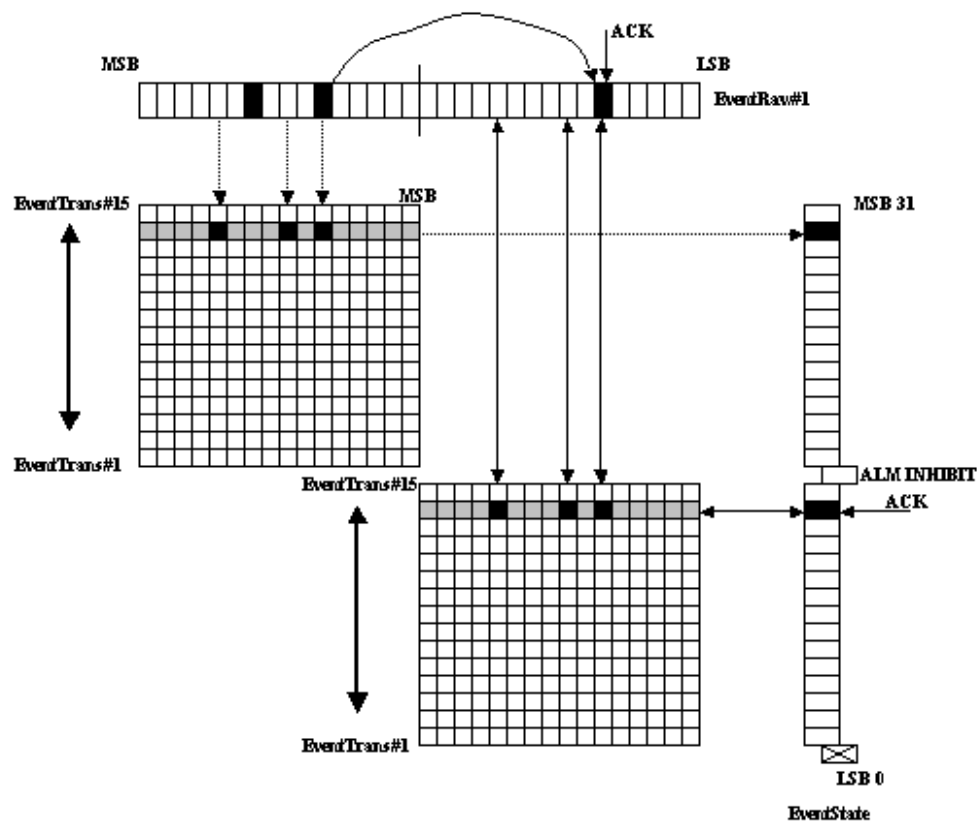 ACK
MSB
LSB
EventRaw#1
EventTrans#15
MSB
MSB 31
EventTrans#1
EventTrans#15
ALM INHIBIT
ACK
EventTrans#1
LSB 0
EventState